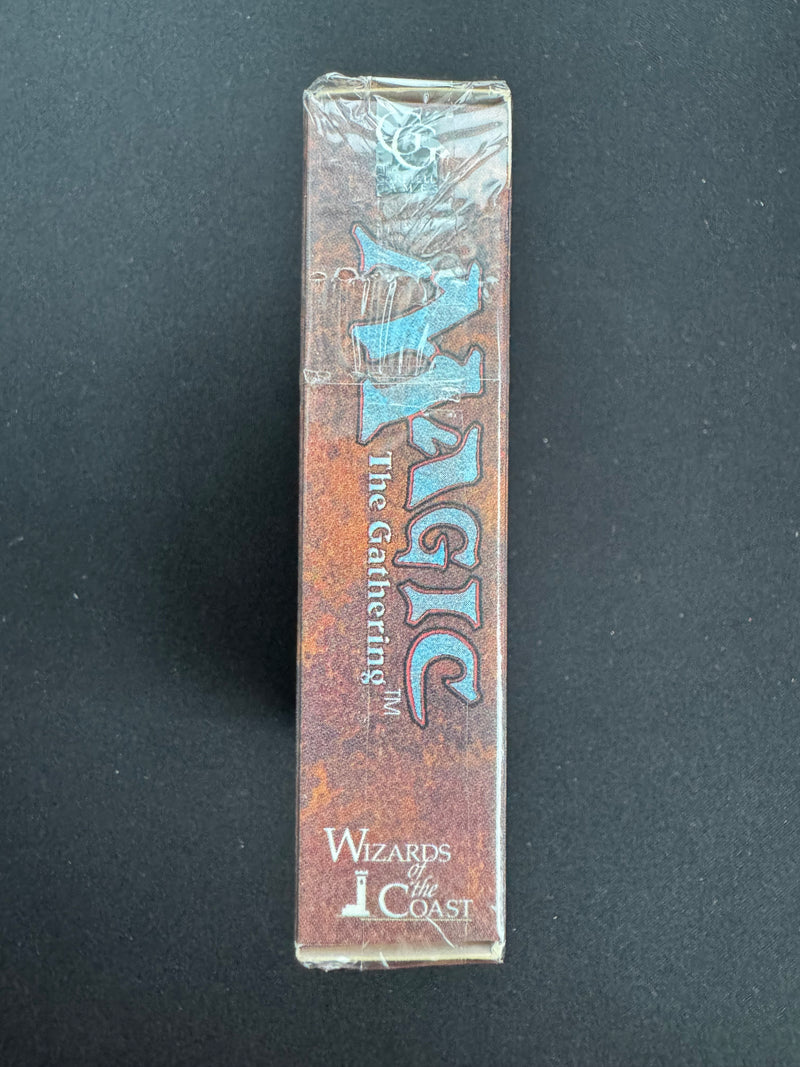 MAGIC
The Gathering™
WIZARDS
of
the
COAST